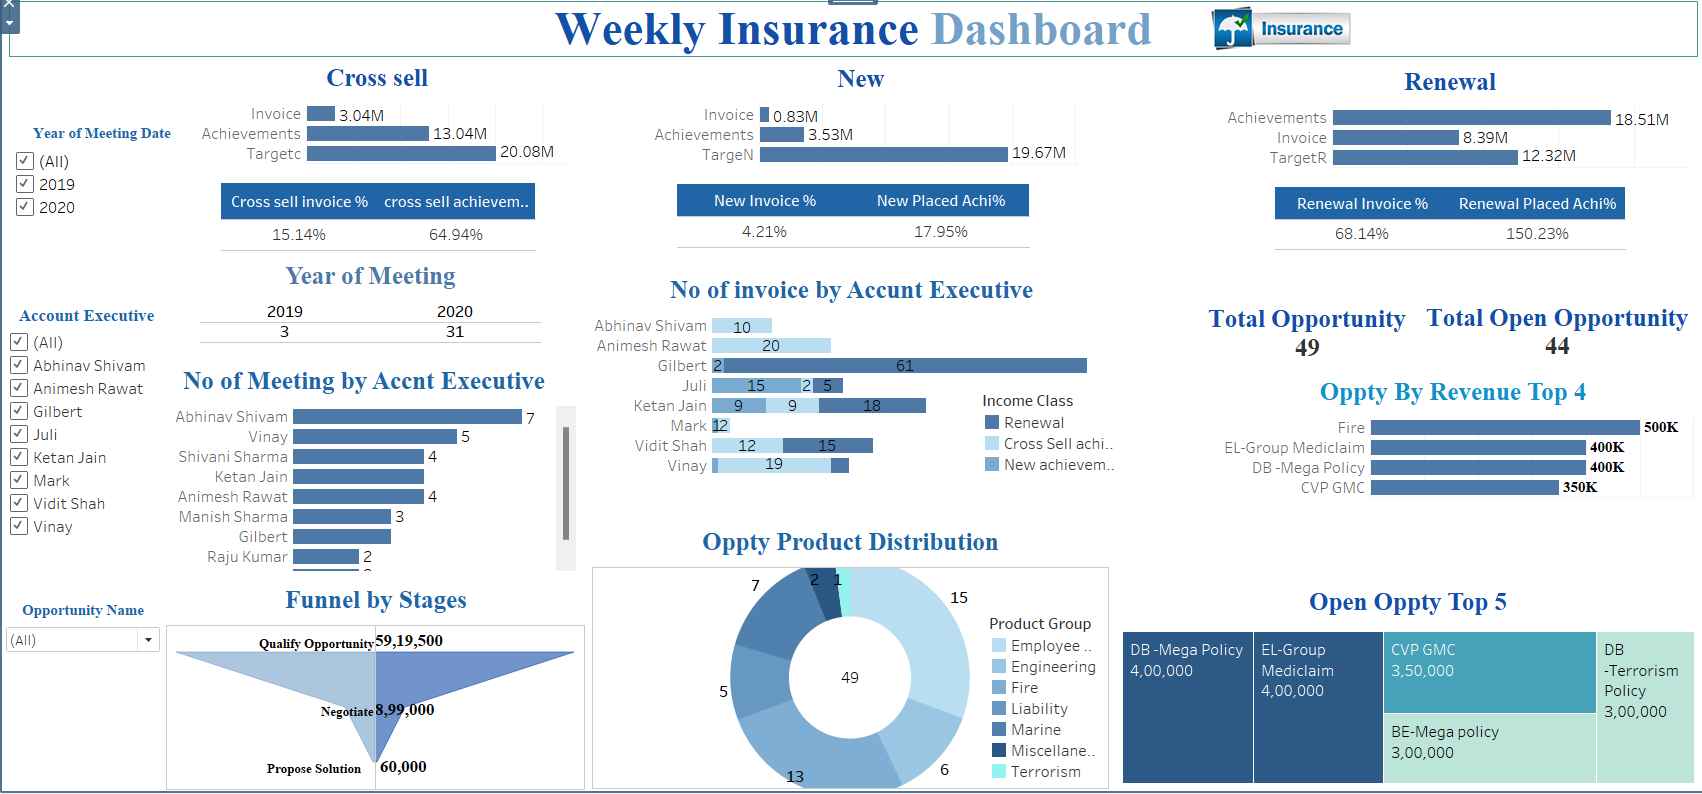 Weekly Insurance Dashboard
Insurance
Year of Meeting Date
(All)
2019
2020
Account Executive
(All)
Abhinav Shivam
Animesh Rawat
Gilbert
Juli
Ketan Jain
Mark
Vidit Shah
Vinay
Opportunity Name
(All)
Cross sell
Invoice 3.04M
Achievements 13.04M
Targetc 20.08M
Cross sell invoice % cross sell achievem..
15.14% 64.94%
Year of Meeting
2019 2020
3 31
No of Meeting by Accnt Executive
Abhinav Shivam 7
Vinay 5
Shivani Sharma 4
Ketan Jain
Animesh Rawat 4
Manish Sharma 3
Gilbert
Raju Kumar 2
Funnel by Stages
Qualify Opportunity 59,19,500
Negotiate 8,99,000
Propose Solution 60,000
New
Invoice 0.83M
Achievements 3.53M
TargeN 19.67M
New Invoice % New Placed Achi%
4.21% 17.95%
No of invoice by Accunt Executive
Abhinav Shivam 10
Animesh Rawat 20
Gilbert 2 61
Juli 15 2 5
Ketan Jain 9 9 18
Mark 12
Vidit Shah 12 15
Vinay 19
Income Class
Renewal
Cross Sell achi..
New achievem..
Oppty Product Distribution
7
2
1
15
5
49
13
6
Product Group
Employee ..
Engineering
Fire
Liability
Marine
Miscellane..
Terrorism
Renewal
Achievements 18.51M
Invoice 8.39M
TargetR 12.32M
Renewal Invoice % Renewal Placed Achi%
68.14% 150.23%
Total Opportunity
49
Total Open Opportunity
44
Oppty By Revenue Top 4
Fire 500K
EL-Group Mediclaim 400K
DB -Mega Policy 400K
CVP GMC 350K
Open Oppty Top 5
DB -Mega Policy
4,00,000
EL-Group
Mediclaim
4,00,000
CVP GMC
3,50,000
BE-Mega policy
3,00,000
DB
-Terrorism
Policy
3,00,000